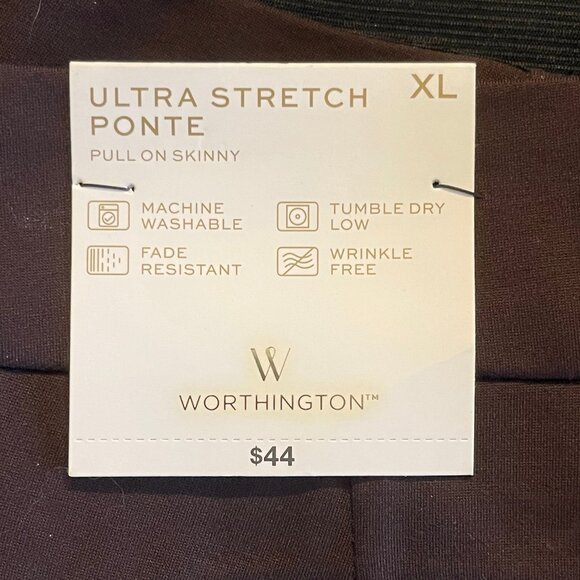 ULTRA STRETCH XL
PONTE
PULL ON SKINNY
MACHINE
WASHABLE
TUMBLE DRY
LOW
FADE
RESISTANT
WRINKLE
FREE
W
WORTHINGTON™
$44